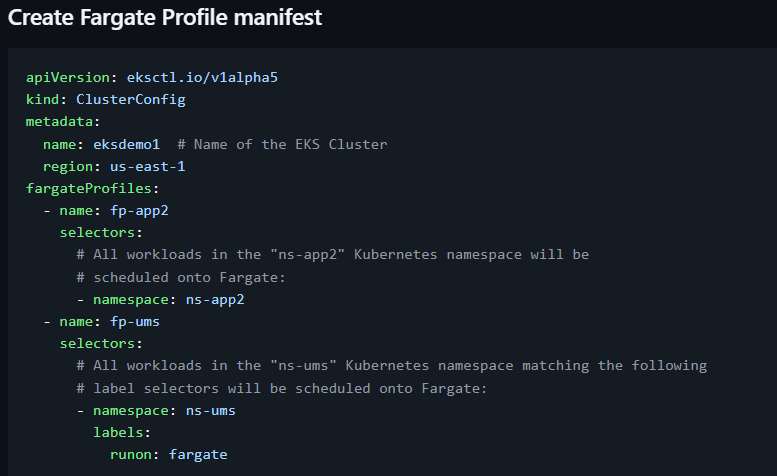 Create Fargate Profile manifest
apiVersion: eksctl.io/v1alpha5
kind: ClusterConfig
metadata:
  name: eksdemo1  # Name of the EKS Cluster
  region: us-east-1
fargateProfiles:
  - name: fp-app2
    selectors:
      # All workloads in the "ns-app2" Kubernetes namespace will be
      # scheduled onto Fargate:
      - namespace: ns-app2
  - name: fp-ums
    selectors:
      # All workloads in the "ns-ums" Kubernetes namespace matching the following
      # label selectors will be scheduled onto Fargate:
      - namespace: ns-ums
        labels:
          runon: fargate